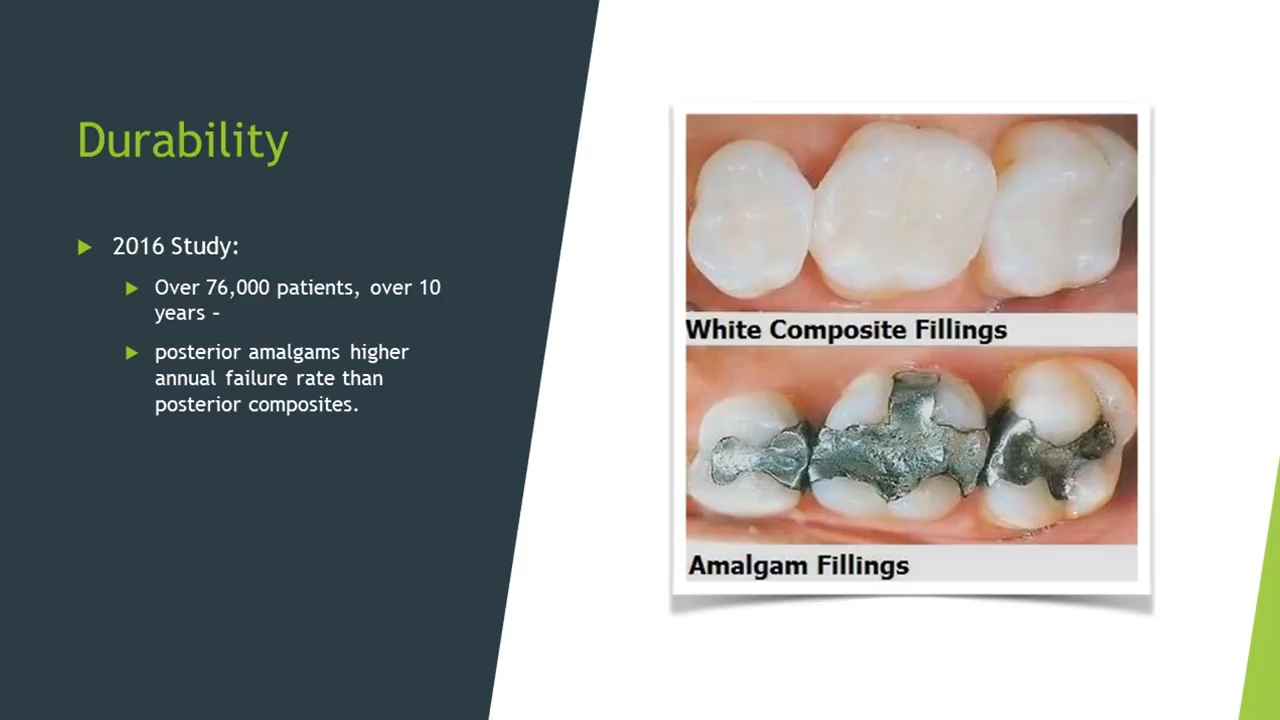 Durability
2016 Study:
Over 76,000 patients, over 10
years –
posterior amalgams higher
annual failure rate than
posterior composites.
White Composite Fillings
Amalgam Fillings